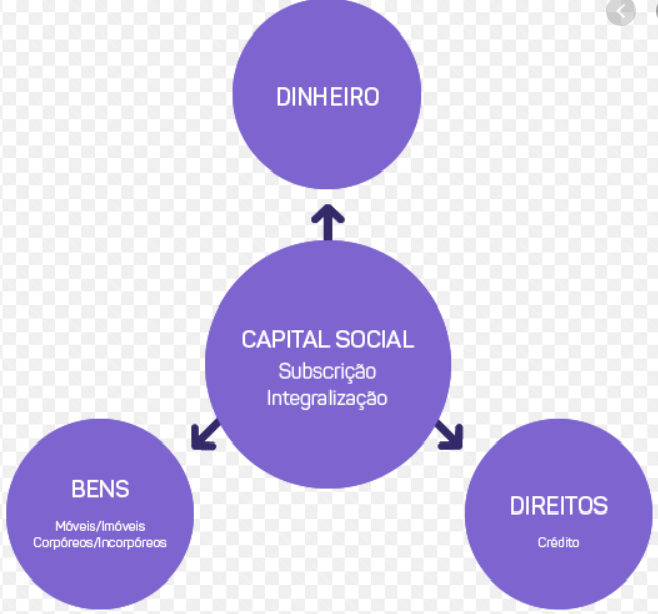 DINHEIRO
CAPITAL SOCIAL
Subscrição
Integralização
BENS
Móveis/Imóveis
Corpóreos/Incorpóreos
DIREITOS
Crédito